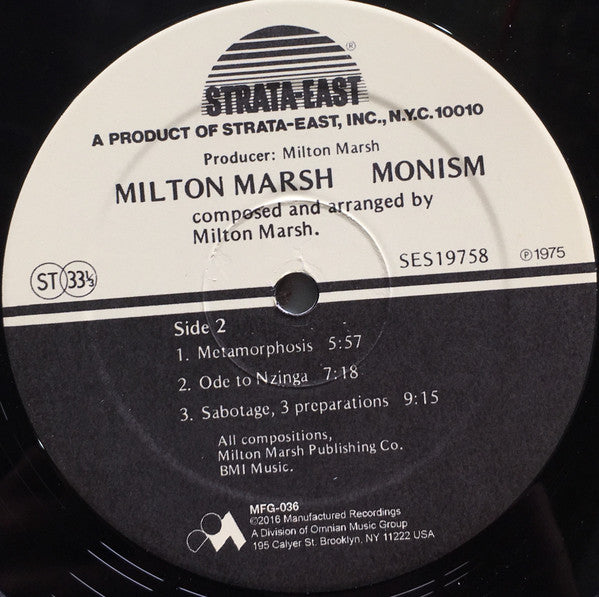 ®
STRATA-EAST
A PRODUCT OF STRATA-EAST, INC., N.Y.C. 10010
Producer: Milton Marsh
MILTON MARSH MONISM
composed and arranged by
Milton Marsh.
SES19758 ℗1975
ST 33⅓
Side 2
1. Metamorphosis 5:57
2. Ode to Nzinga 7:18
3. Sabotage, 3 preparations 9:15
All compositions,
Milton Marsh Publishing Co.
BMI Music.
MFG-036
©2016 Manufactured Recordings
A Division of Omnian Music Group
195 Calyer St. Brooklyn, NY 11222 USA